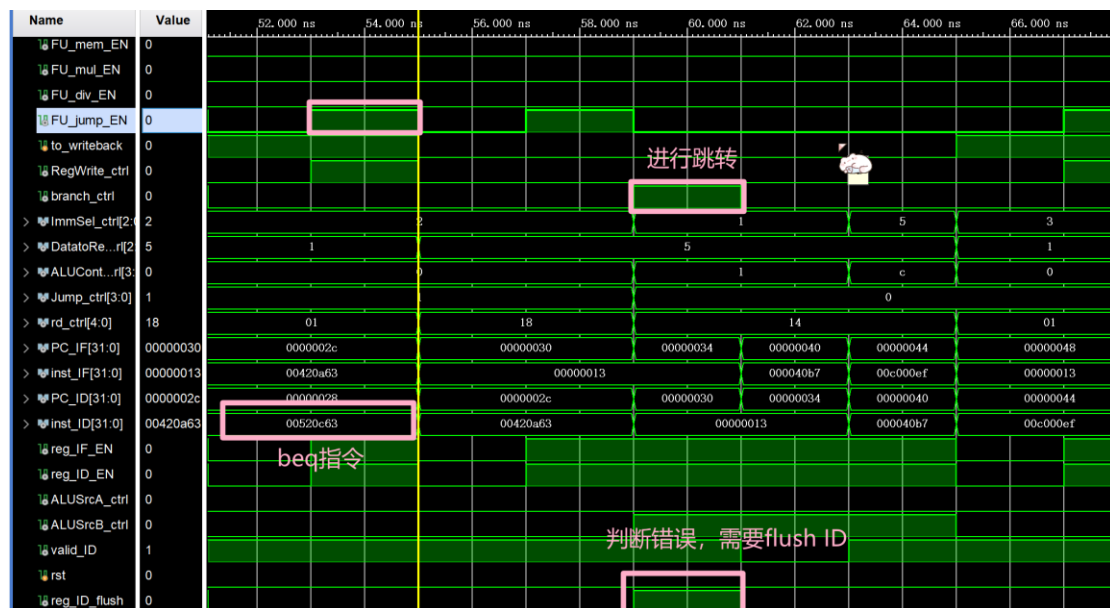 Name Value 52.000 ns 54.000 ns 56.000 ns 58.000 ns 60.000 ns 62.000 ns 64.000 ns 66.000 ns
FU_mem_EN 0
FU_mul_EN 0
FU_div_EN 0
FU_jump_EN 0
to_writeback 0
进行跳转
RegWrite_ctrl 0
branch_ctrl 0
ImmSel_ctrl[2:0 2 2 1 5 3
DatatoRe...rl[2 5 1 5 1
ALUCont...rl[3: 0 0 1 c 0
Jump_ctrl[3:0] 1 1 0
rd_ctrl[4:0] 18 01 18 14 01
PC_IF[31:0] 00000030 0000002c 00000030 00000034 00000040 00000044 00000048
inst_IF[31:0] 00000013 00420a63 00000013 000040b7 00c000ef 00000013
PC_ID[31:0] 0000002c 00000028 0000002c 00000030 00000034 00000040 00000044
inst_ID[31:0] 00420a63 00520c63 00420a63 00000013 000040b7 00c000ef
reg_IF_EN 0
beq指令
reg_ID_EN 0
ALUSrcA_ctrl 0
ALUSrcB_ctrl 0
判断错误，需要flush ID
valid_ID 1
rst 0
reg_ID_flush 0